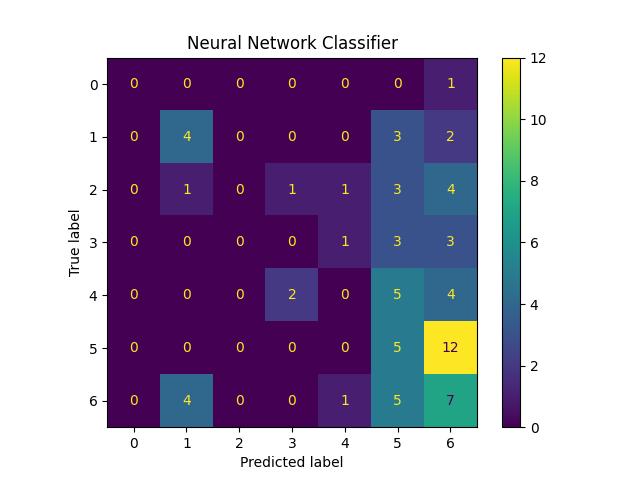 Neural Network Classifier
0 0 0 0 0 0 0 1
1 0 4 0 0 0 3 2
2 0 1 0 1 1 3 4
3 0 0 0 0 1 3 3
4 0 0 0 2 0 5 4
5 0 0 0 0 0 5 12
6 0 4 0 0 1 5 7
0 1 2 3 4 5 6
Predicted label
True label
12
10
8
6
4
2
0